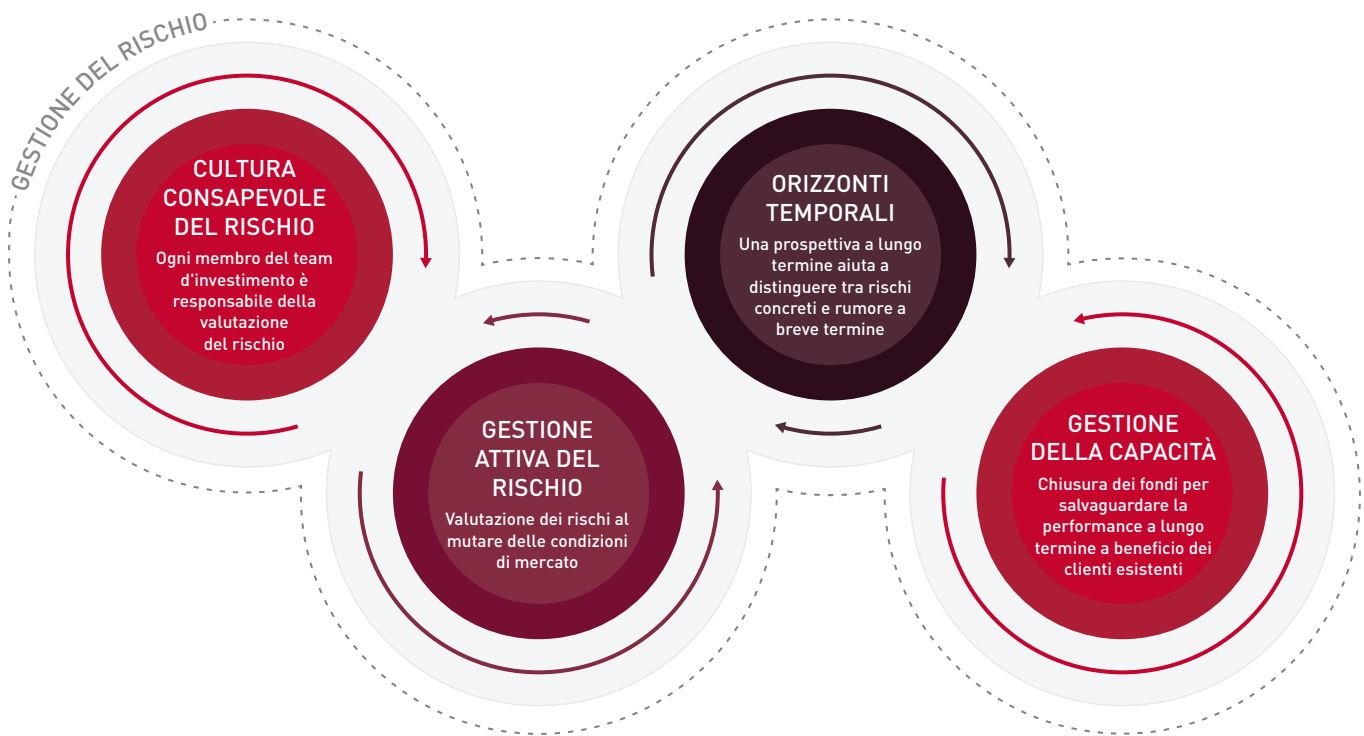 GESTIONE DEL RISCHIO
CULTURA
CONSAPEVOLE
DEL RISCHIO
Ogni membro del team
d'investimento è
responsabile della
valutazione
del rischio
GESTIONE
ATTIVA DEL
RISCHIO
Valutazione dei rischi al
mutare delle condizioni
di mercato
ORIZZONTI
TEMPORALI
Una prospettiva a lungo
termine aiuta a
distinguere tra rischi
concreti e rumore a
breve termine
GESTIONE
DELLA CAPACITÀ
Chiusura dei fondi per
salvaguardare la
performance a lungo
termine a beneficio dei
clienti esistenti